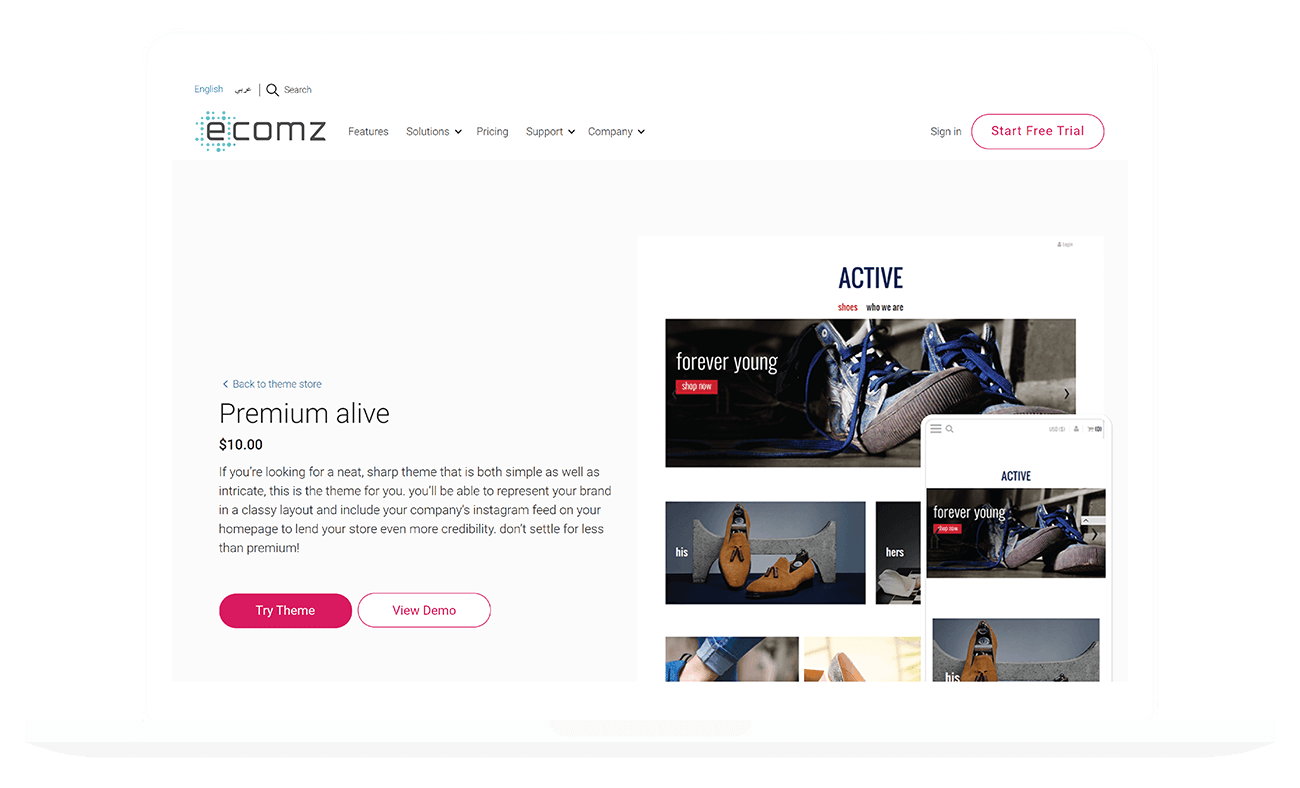 English عربي | Search
ecomz Features Solutions Pricing Support Company Sign in Start Free Trial
login
ACTIVE
shoes who we are
forever young
shop now
Back to theme store
Premium alive
$10.00
If you're looking for a neat, sharp theme that is both simple as well as
intricate, this is the theme for you. you'll be able to represent your brand
in a classy layout and include your company's instagram feed on your
homepage to lend your store even more credibility. don't settle for less
than premium!
Try Theme View Demo
his
hers
USD ($)
ACTIVE
forever young
shop now
his